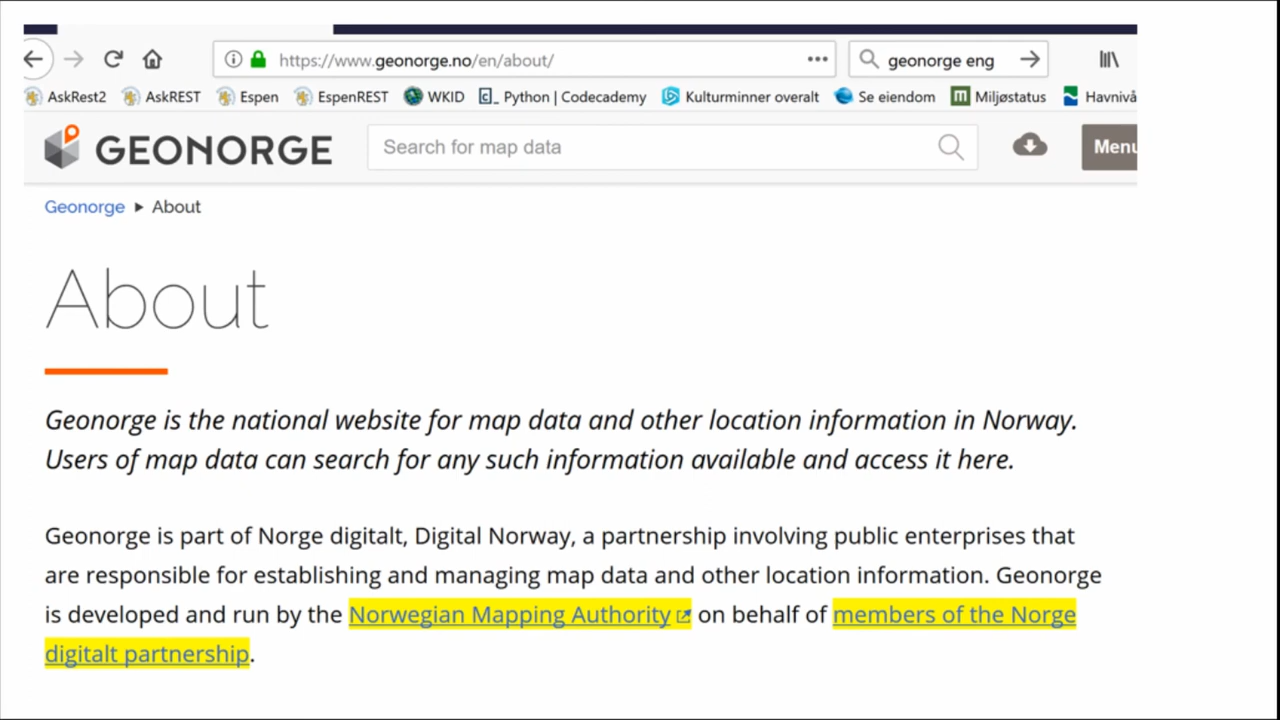 https://www.geonorge.no/en/about/
geonorge eng
AskRest2 AskREST Espen EspenREST WKID Python | Codecademy Kulturminner overalt Se eiendom Miljøstatus Havnivå
GEONORGE Search for map data Menu
Geonorge ▸ About
About
Geonorge is the national website for map data and other location information in Norway.
Users of map data can search for any such information available and access it here.
Geonorge is part of Norge digitalt, Digital Norway, a partnership involving public enterprises that
are responsible for establishing and managing map data and other location information. Geonorge
is developed and run by the Norwegian Mapping Authority on behalf of members of the Norge
digitalt partnership.